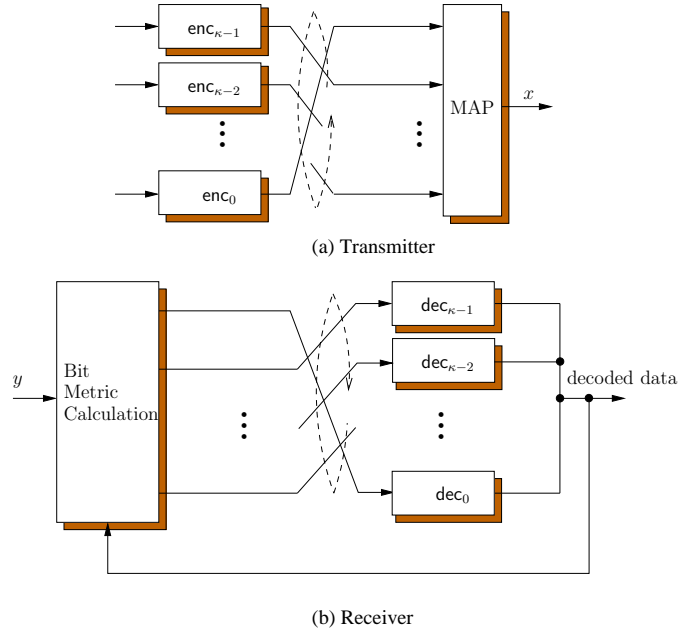 enc_{κ−1}
enc_{κ−2}
MAP
x
enc_0
(a) Transmitter
dec_{κ−1}
dec_{κ−2}
y
Bit
Metric
Calculation
decoded data
dec_0
(b) Receiver